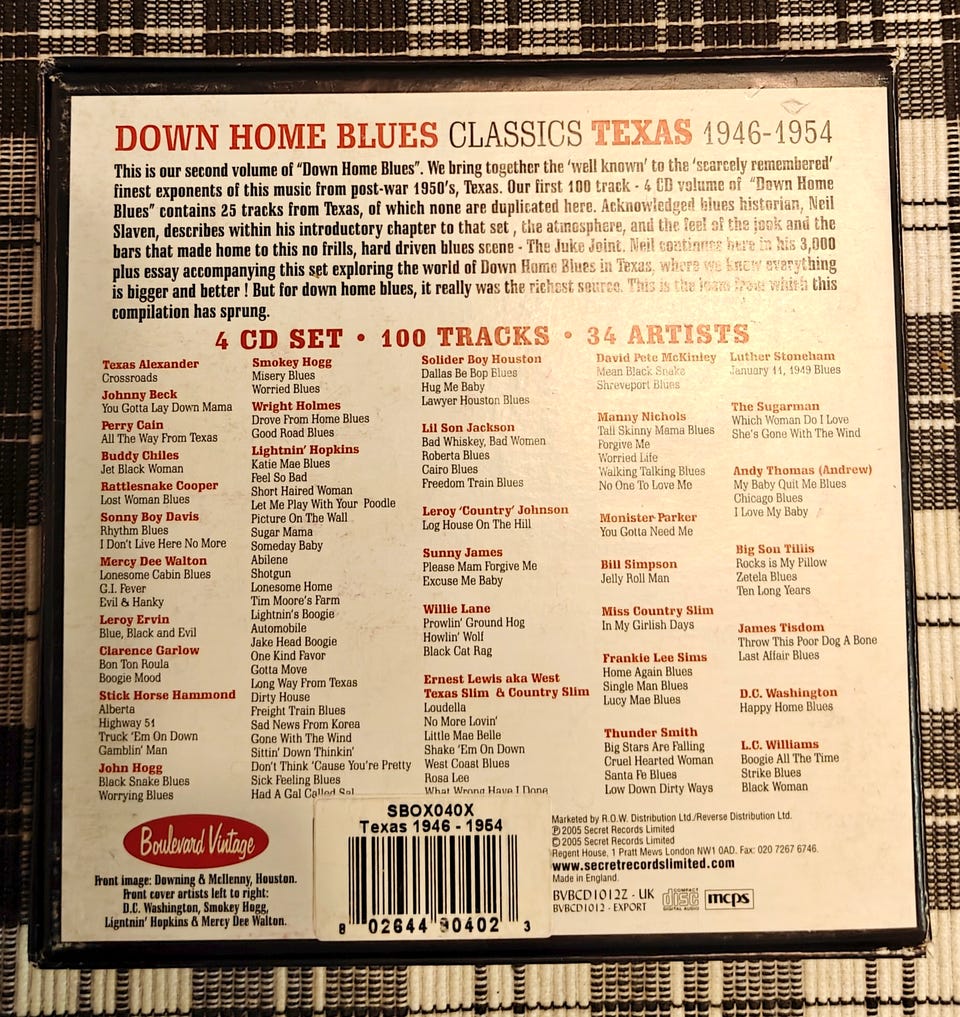 DOWN HOME BLUES CLASSICS TEXAS 1946-1954
This is our second volume of "Down Home Blues". We bring together the 'well known' to the 'scarcely remembered'
finest exponents of this music from post-war 1950's, Texas. Our first 100 track - 4 CD volume of "Down Home
Blues" contains 25 tracks from Texas, of which none are duplicated here. Acknowledged blues historian, Neil
Slaven, describes within his introductory chapter to that set , the atmosphere, and the feel of the jook and the
bars that made home to this no frills, hard driven blues scene - The Juke Joint. Neil continues here in his 3,000
plus essay accompanying this set exploring the world of Down Home Blues in Texas, where we know everything
is bigger and better ! But for down home blues, it really was the richest source. This is the loam from which this
compilation has sprung.
4 CD SET • 100 TRACKS • 34 ARTISTS
Texas Alexander
Crossroads
Johnny Beck
You Gotta Lay Down Mama
Perry Cain
All The Way From Texas
Buddy Chiles
Jet Black Woman
Rattlesnake Cooper
Lost Woman Blues
Sonny Boy Davis
Rhythm Blues
I Don't Live Here No More
Mercy Dee Walton
Lonesome Cabin Blues
G.I. Fever
Evil & Hanky
Leroy Ervin
Blue, Black and Evil
Clarence Garlow
Bon Ton Roula
Boogie Mood
Stick Horse Hammond
Alberta
Highway 51
Truck 'Em On Down
Gamblin' Man
John Hogg
Black Snake Blues
Worrying Blues
Smokey Hogg
Misery Blues
Worried Blues
Wright Holmes
Drove From Home Blues
Good Road Blues
Lightnin' Hopkins
Katie Mae Blues
Feel So Bad
Short Haired Woman
Let Me Play With Your Poodle
Picture On The Wall
Sugar Mama
Someday Baby
Abilene
Shotgun
Lonesome Home
Tim Moore's Farm
Lightnin's Boogie
Automobile
Jake Head Boogie
One Kind Favor
Gotta Move
Long Way From Texas
Dirty House
Freight Train Blues
Sad News From Korea
Gone With The Wind
Sittin' Down Thinkin'
Don't Think 'Cause You're Pretty
Sick Feeling Blues
Had A Gal Called Sal
Solider Boy Houston
Dallas Be Bop Blues
Hug Me Baby
Lawyer Houston Blues
Lil Son Jackson
Bad Whiskey, Bad Women
Roberta Blues
Cairo Blues
Freedom Train Blues
Leroy 'Country' Johnson
Log House On The Hill
Sunny James
Please Mam Forgive Me
Excuse Me Baby
Willie Lane
Prowlin' Ground Hog
Howlin' Wolf
Black Cat Rag
Ernest Lewis aka West
Texas Slim & Country Slim
Loudella
No More Lovin'
Little Mae Belle
Shake 'Em On Down
West Coast Blues
Rosa Lee
What Wrong Have I Done
David Pete McKinley
Mean Black Snake
Shreveport Blues
Manny Nichols
Tall Skinny Mama Blues
Forgive Me
Worried Life
Walking Talking Blues
No One To Love Me
Monister Parker
You Gotta Need Me
Bill Simpson
Jelly Roll Man
Miss Country Slim
In My Girlish Days
Frankie Lee Sims
Home Again Blues
Single Man Blues
Lucy Mae Blues
Thunder Smith
Big Stars Are Falling
Cruel Hearted Woman
Santa Fe Blues
Low Down Dirty Ways
Luther Stoneham
January 11, 1949 Blues
The Sugarman
Which Woman Do I Love
She's Gone With The Wind
Andy Thomas (Andrew)
My Baby Quit Me Blues
Chicago Blues
I Love My Baby
Big Son Tillis
Rocks is My Pillow
Zetela Blues
Ten Long Years
James Tisdom
Throw This Poor Dog A Bone
Last Affair Blues
D.C. Washington
Happy Home Blues
L.C. Williams
Boogie All The Time
Strike Blues
Black Woman
Boulevard Vintage
Front image: Downing & McIlenny, Houston.
Front cover artists left to right:
D.C. Washington, Smokey Hogg,
Ligntnin' Hopkins & Mercy Dee Walton.
SBOX040X
Texas 1946 - 1954
8 02644 90402 3
Marketed by R.O.W. Distribution Ltd./Reverse Distribution Ltd.
℗ 2005 Secret Records Limited
© 2005 Secret Records Limited
Regent House, 1 Pratt Mews London NW1 0AD. Fax: 020 7267 6746.
www.secretrecordslimited.com
Made in England.
BVBCD1012Z - UK
BVBCD1012 - EXPORT
COMPACT disc DIGITAL AUDIO
mcps